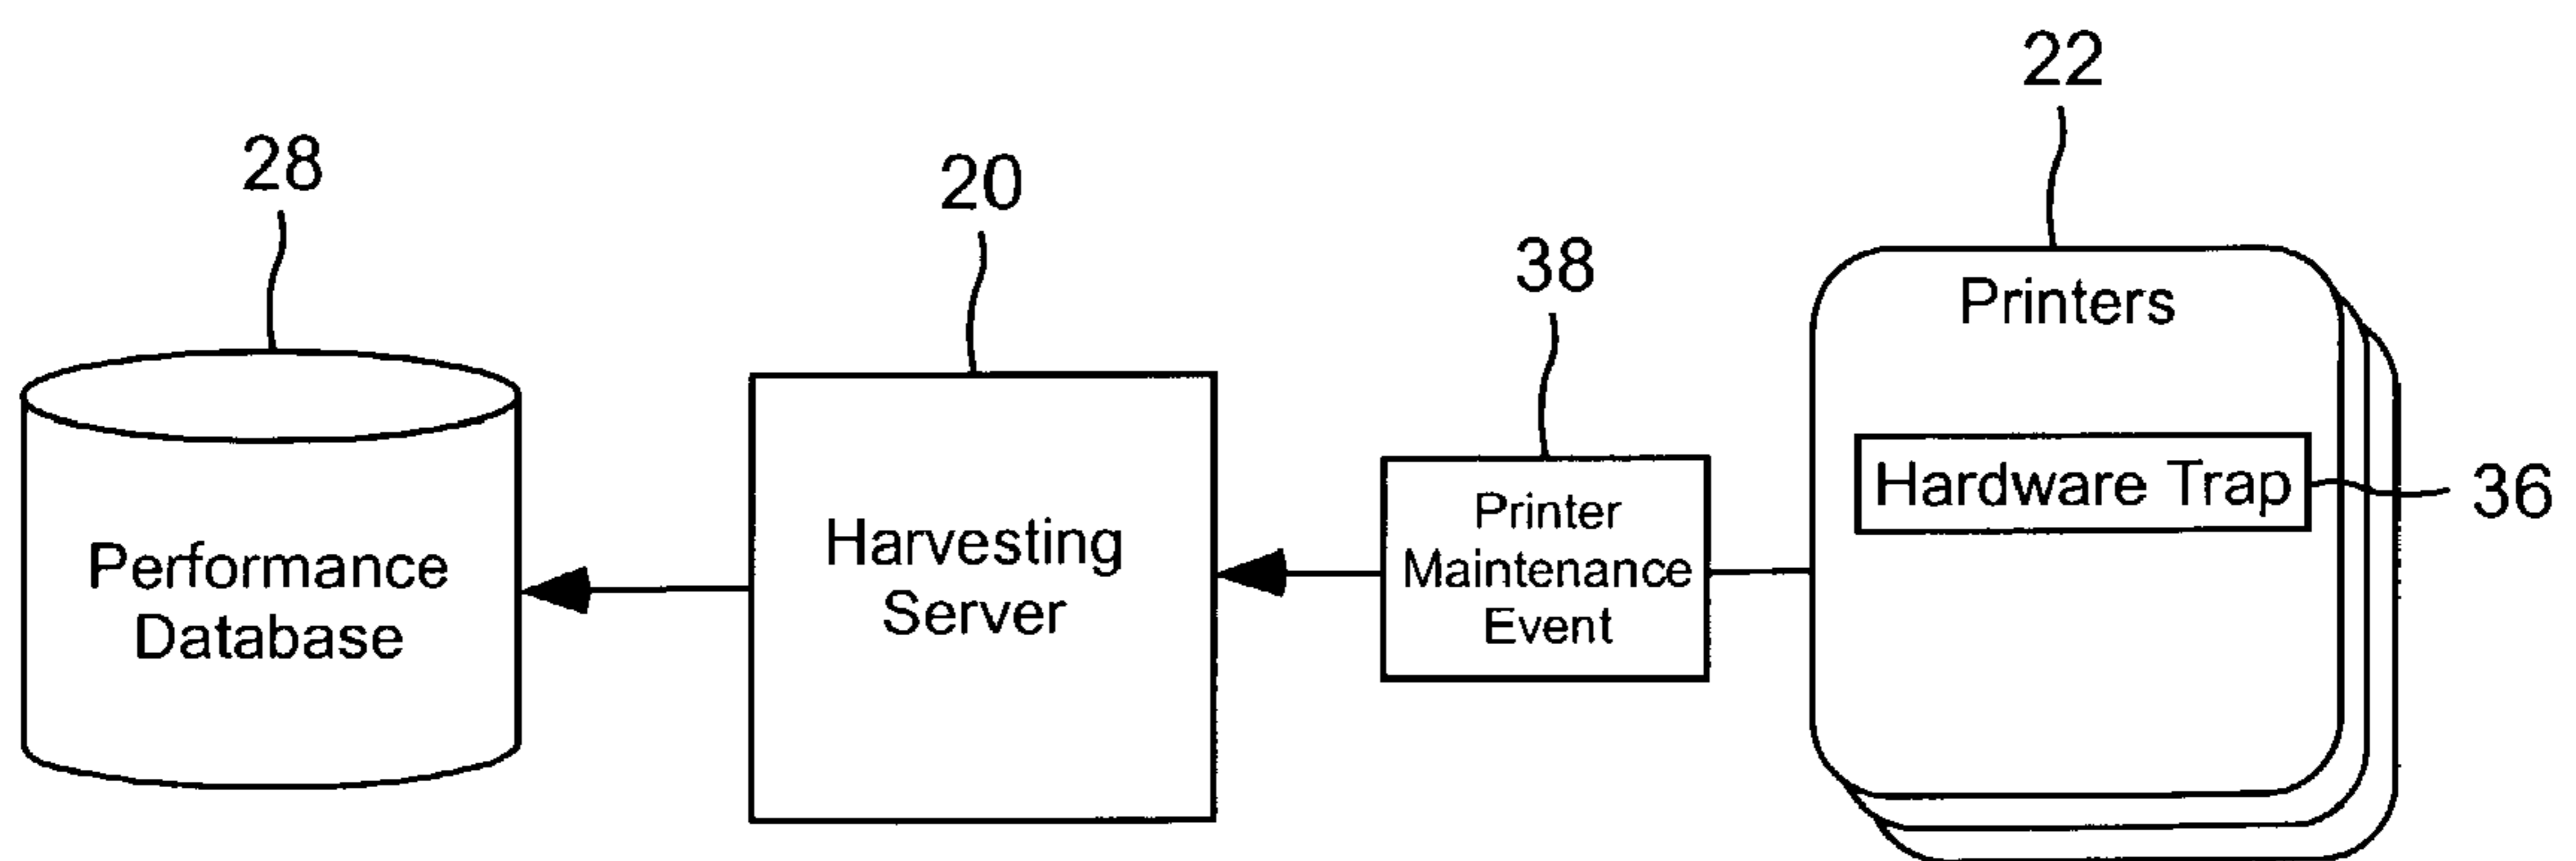 22
28
20
38
Printers
Hardware Trap
36
Printer
Maintenance
Event
Harvesting
Server
Performance
Database